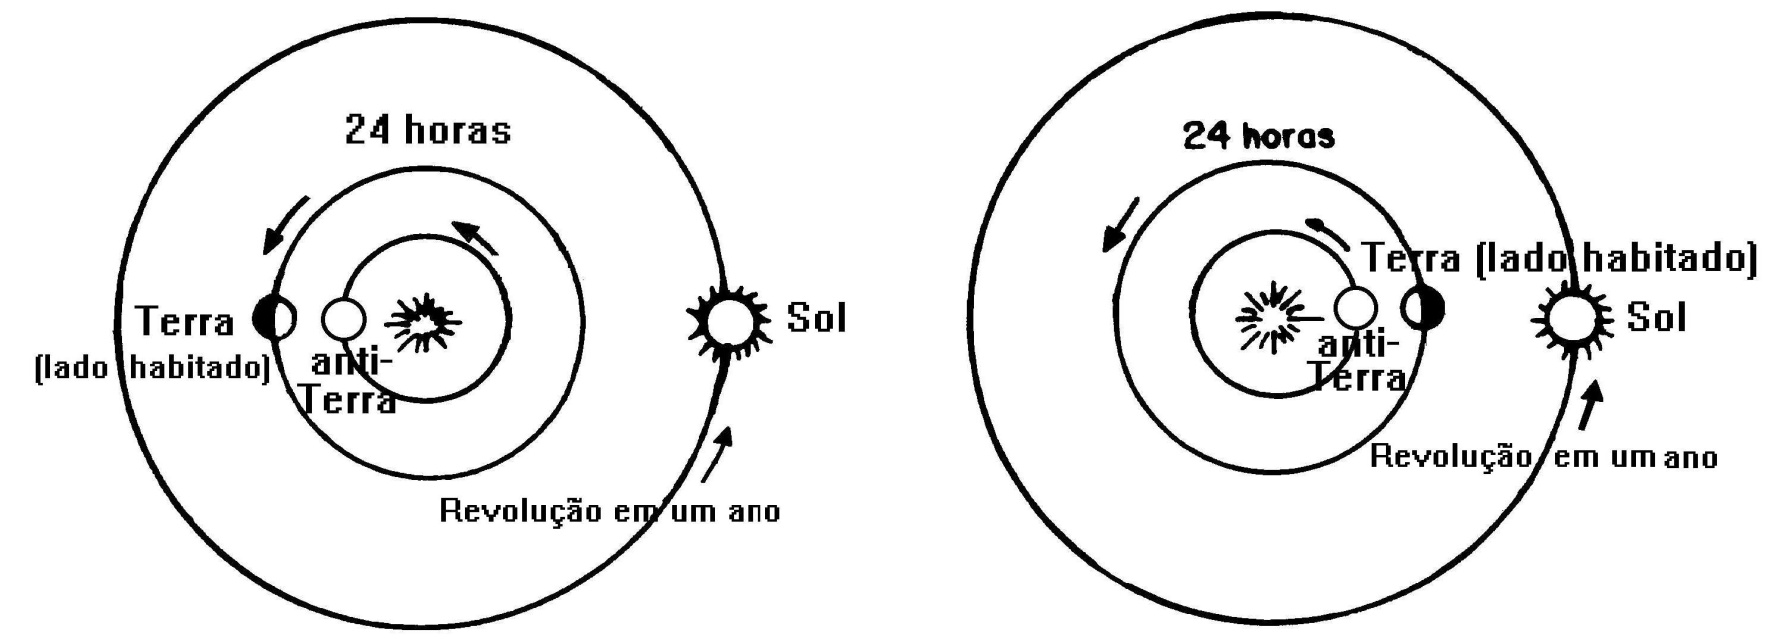 24 horas
Terra
(lado habitado)
anti-
Terra
Sol
Revolução em um ano
24 horas
Terra (lado habitado)
anti-
Terra
Sol
Revolução em um ano